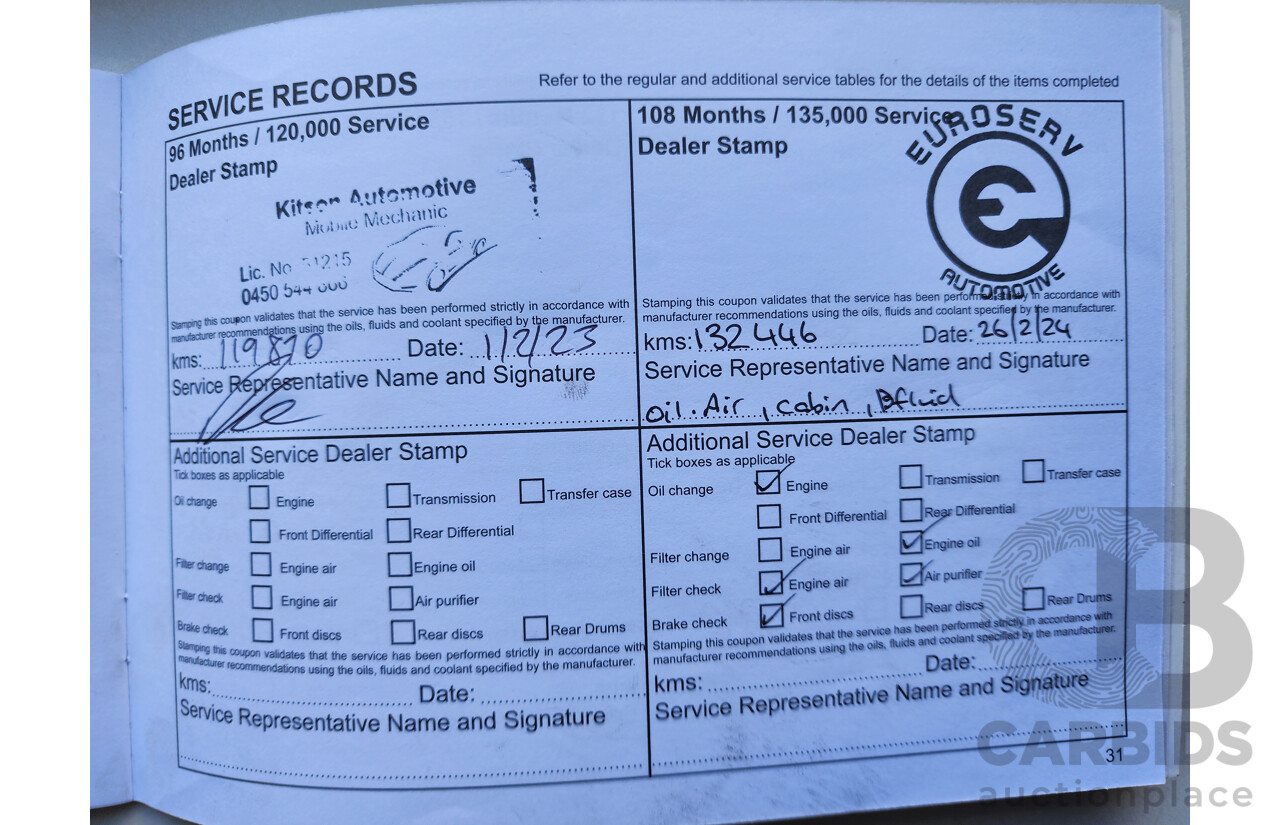 SERVICE RECORDS
Refer to the regular and additional service tables for the details of the items completed
96 Months / 120,000 Service
Dealer Stamp
Kitson Automotive
Mobile Mechanic
Lic. No 51215
0450 544
Stamping this coupon validates that the service has been performed strictly in accordance with
manufacturer recommendations using the oils, fluids and coolant specified by the manufacturer.
kms: 119870 Date: 1/2/23
Service Representative Name and Signature
Additional Service Dealer Stamp
Tick boxes as applicable
Oil change Engine Transmission Transfer case
Front Differential Rear Differential
Filter change Engine air Engine oil
Filter check Engine air Air purifier
Brake check Front discs Rear discs Rear Drums
Stamping this coupon validates that the service has been performed strictly in accordance with
manufacturer recommendations using the oils, fluids and coolant specified by the manufacturer.
kms: Date:
Service Representative Name and Signature
108 Months / 135,000 Service
Dealer Stamp
EUROSERV
e
AUTOMOTIVE
Stamping this coupon validates that the service has been performed strictly in accordance with
manufacturer recommendations using the oils, fluids and coolant specified by the manufacturer.
kms: 132446 Date: 26/2/24
Service Representative Name and Signature
oil. Air, cabin, Bfluid
Additional Service Dealer Stamp
Tick boxes as applicable
Oil change Engine Transmission Transfer case
Front Differential Rear Differential
Filter change Engine air Engine oil
Filter check Engine air Air purifier
Brake check Front discs Rear discs Rear Drums
Stamping this coupon validates that the service has been performed strictly in accordance with
manufacturer recommendations using the oils, fluids and coolant specified by the manufacturer.
kms: Date:
Service Representative Name and Signature
31
CB
CARBIDS
auctionplace